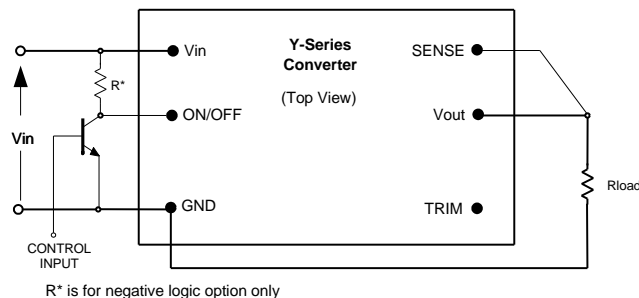 Y-Series
Converter
(Top View)
Vin
SENSE
R*
ON/OFF
Vout
Vin
Rload
GND
TRIM
CONTROL
INPUT
R* is for negative logic option only